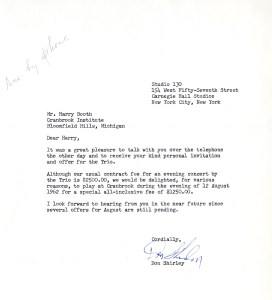 by phone
Studio 130
154 West Fifty-Seventh Street
Carnegie Hall Studios
New York City, New York
Mr. Harry Booth
Cranbrook Institute
Bloomfield Hills, Michigan
Dear Harry,
It was a great pleasure to talk with you over the telephone
the other day and to receive your kind personal invitation
and offer for the Trio.
Although our usual contract fee for an evening concert by
the Trio is $2500.00, we would be delighted, for various
reasons, to play at Cranbrook during the evening of 12 August
1962 for a special all-inclusive fee of $1250.00.
I look forward to hearing from you in the near future since
several offers for August are still pending.
Cordially,
Don Shirley
Don Shirley